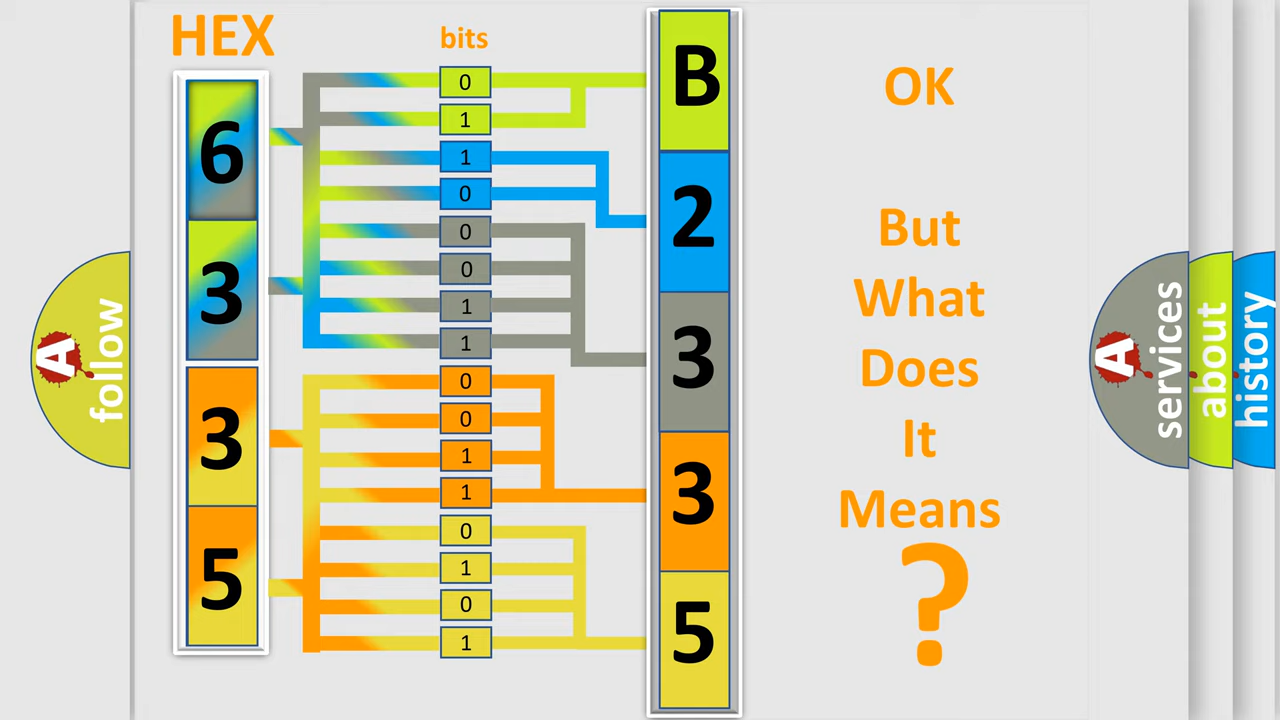 HEX
bits
6
3
3
5
0
1
1
0
0
0
1
1
0
0
1
1
0
1
0
1
B
2
3
3
5
OK
But
What
Does
It
Means
?
A
follow
A
services
about
history